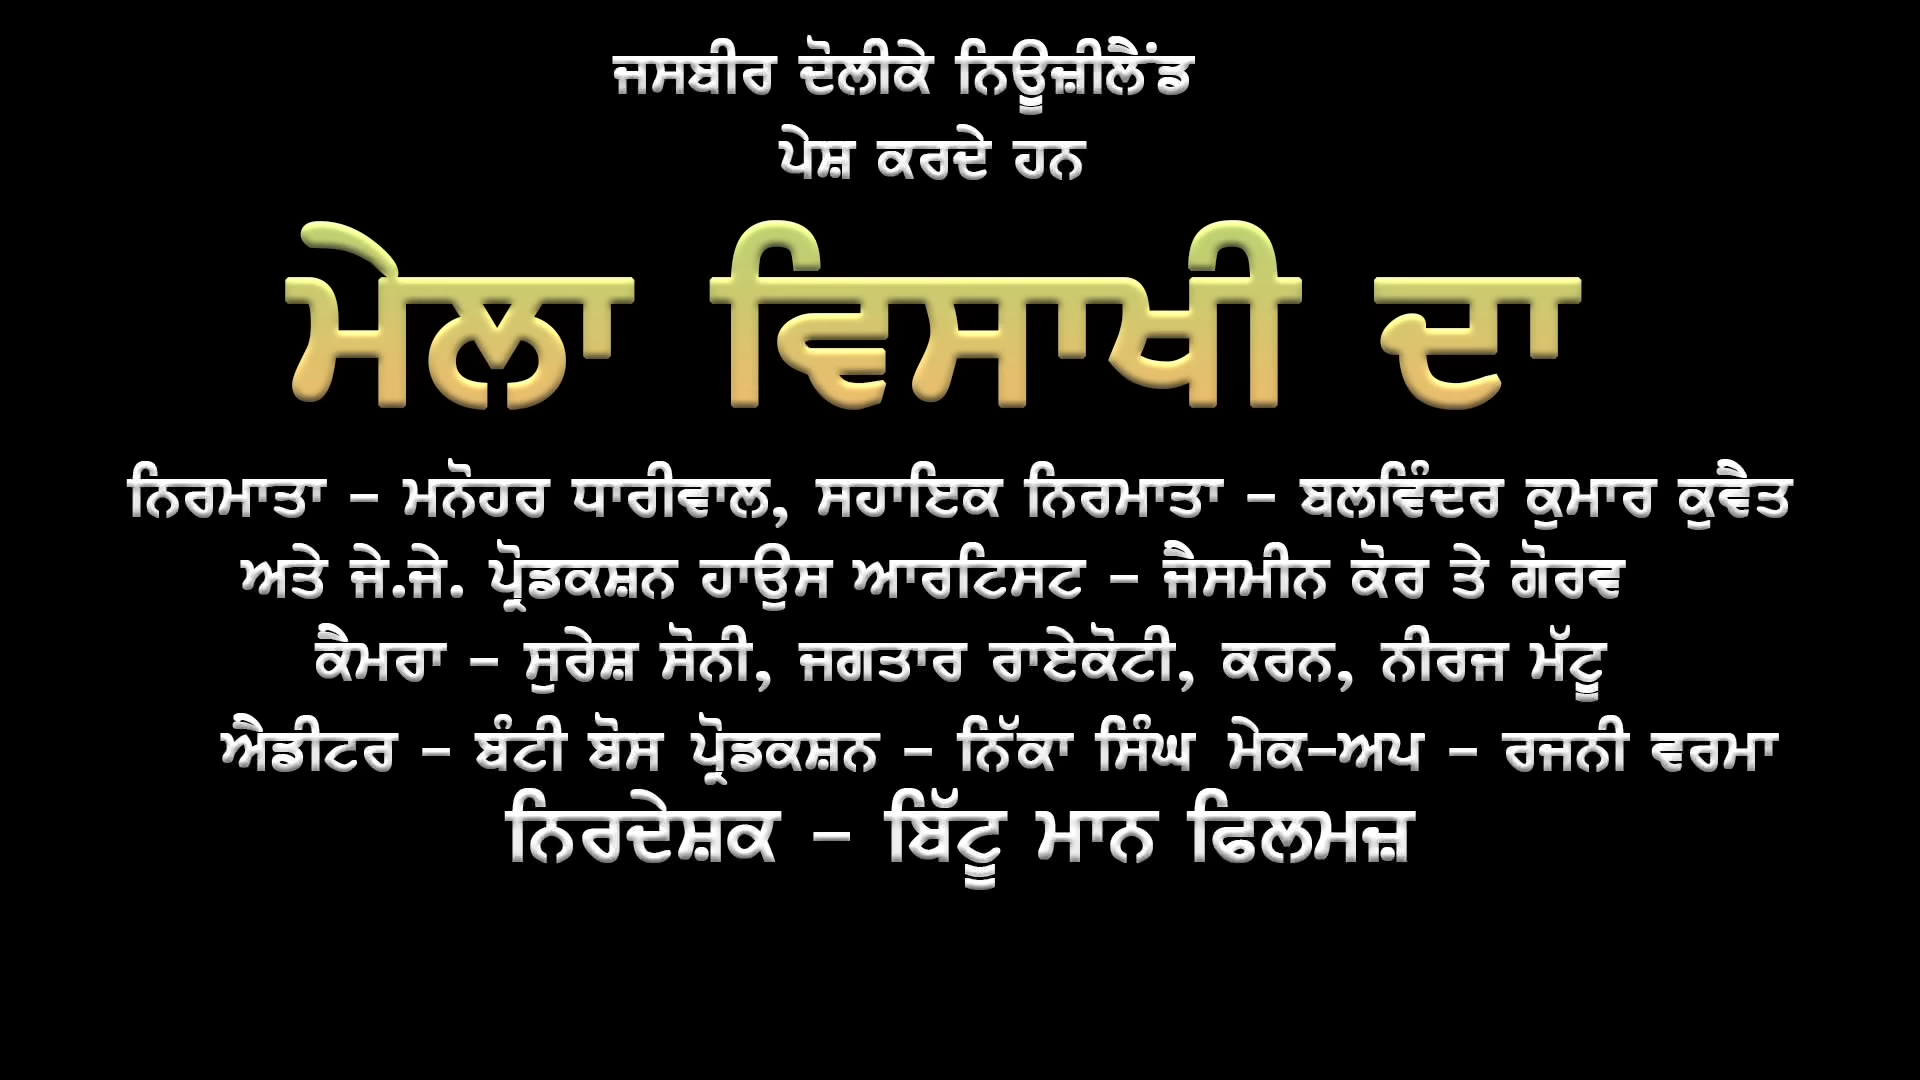 ਜਸਬੀਰ ਦੋਲੀਕੇ ਨਿਊਜ਼ੀਲੈਂਡ
ਪੇਸ਼ ਕਰਦੇ ਹਨ
ਮੇਲਾ ਵਿਸਾਖੀ ਦਾ
ਨਿਰਮਾਤਾ - ਮਨੋਹਰ ਧਾਰੀਵਾਲ, ਸਹਾਇਕ ਨਿਰਮਾਤਾ - ਬਲਵਿੰਦਰ ਕੁਮਾਰ ਕੁਵੈਤ
ਅਤੇ ਜੇ.ਜੇ. ਪ੍ਰੋਡਕਸ਼ਨ ਹਾਉਸ ਆਰਟਿਸਟ - ਜੈਸਮੀਨ ਕੋਰ ਤੇ ਗੋਰਵ
ਕੈਮਰਾ - ਸੁਰੇਸ਼ ਸੋਨੀ, ਜਗਤਾਰ ਰਾਏਕੋਟੀ, ਕਰਨ, ਨੀਰਜ ਮੱਟੂ
ਐਡੀਟਰ - ਬੰਟੀ ਬੋਸ ਪ੍ਰੋਡਕਸ਼ਨ - ਨਿੱਕਾ ਸਿੰਘ ਮੇਕ-ਅਪ - ਰਜਨੀ ਵਰਮਾ
ਨਿਰਦੇਸ਼ਕ - ਬਿੱਟੂ ਮਾਨ ਫਿਲਮਜ਼